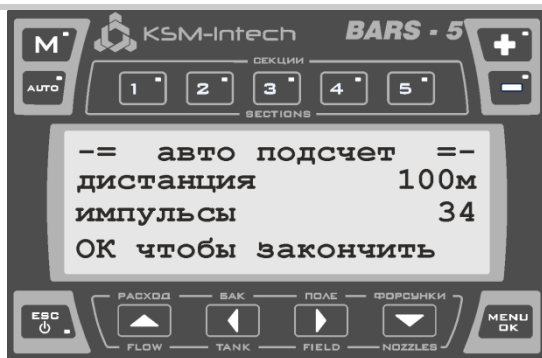 M
KSM-Intech
BARS - 5
+
AUTO
СЕКЦИИ
-
1 2 3 4 5
SECTIONS
-= авто подсчет =-
дистанция 100м
импульсы 34
ОК чтобы закончить
ESC
РАСХОД БАК ПОЛЕ ФОРСУНКИ
FLOW TANK FIELD NOZZLES
MENU
OK